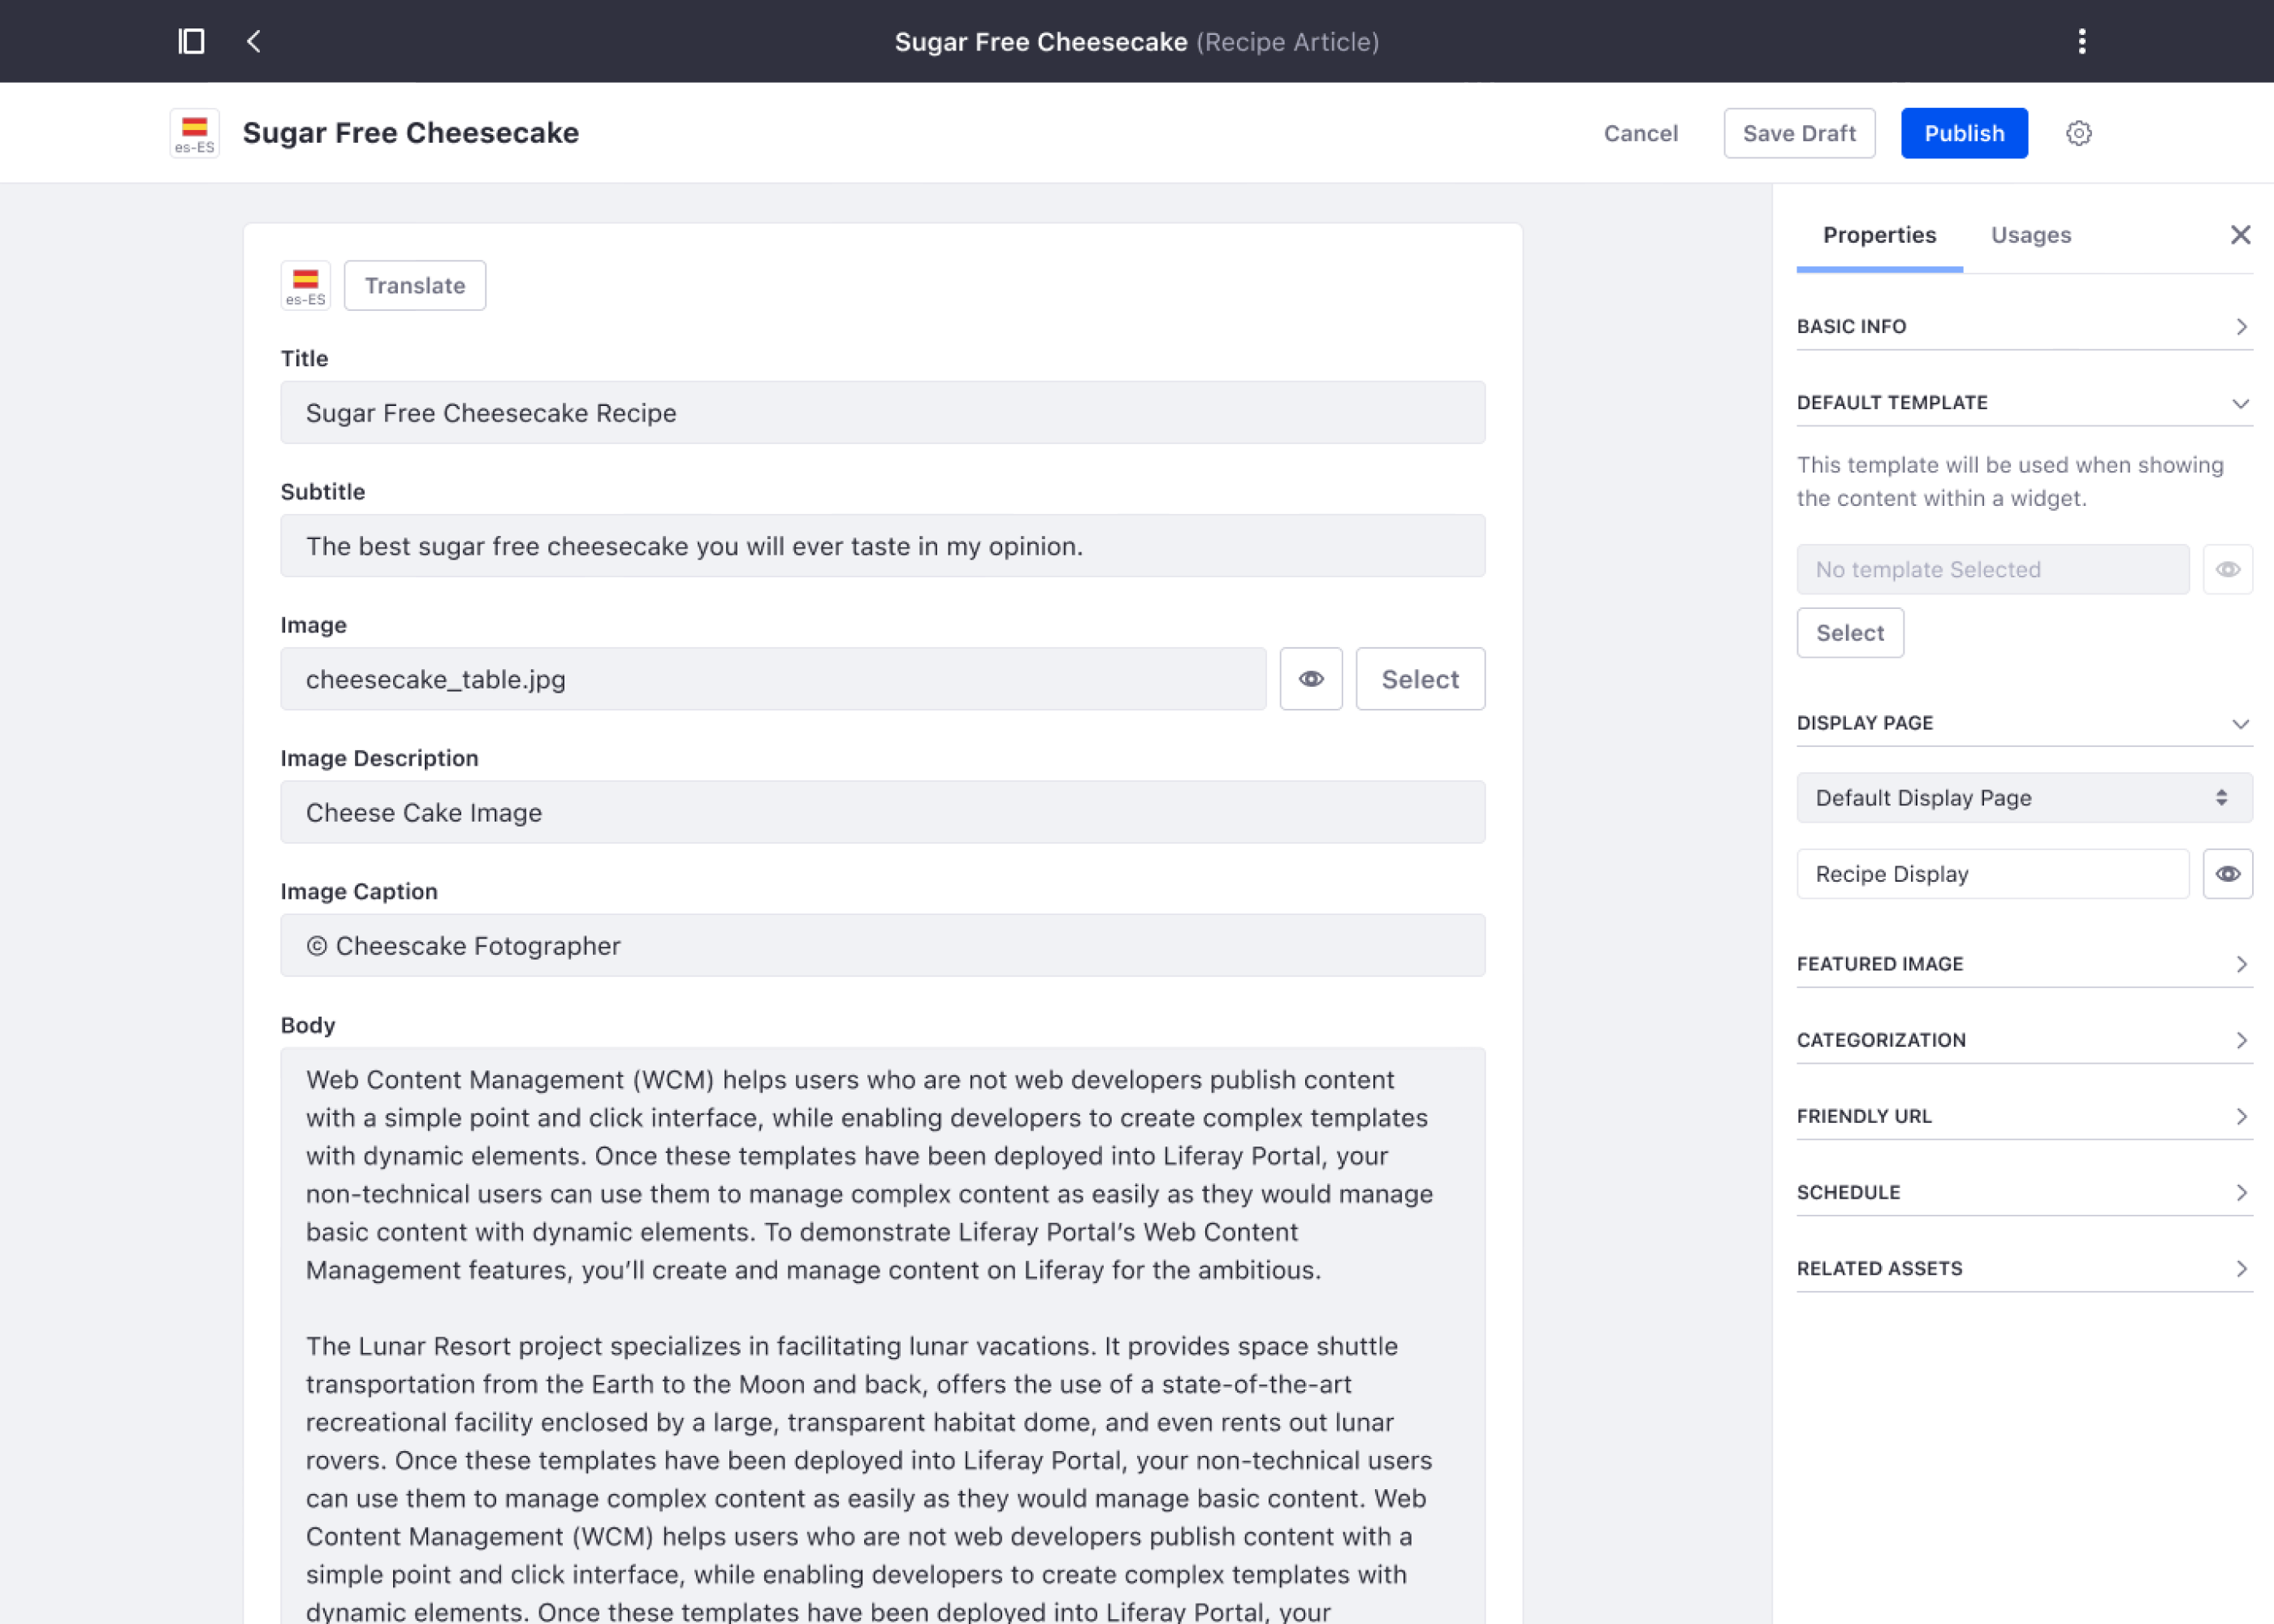 Sugar Free Cheesecake (Recipe Article)
es-ES
Sugar Free Cheesecake
Cancel
Save Draft
Publish
es-ES
Translate
Title
Sugar Free Cheesecake Recipe
Subtitle
The best sugar free cheesecake you will ever taste in my opinion.
Image
cheesecake_table.jpg
Select
Image Description
Cheese Cake Image
Image Caption
© Cheescake Fotographer
Body
Web Content Management (WCM) helps users who are not web developers publish content
with a simple point and click interface, while enabling developers to create complex templates
with dynamic elements. Once these templates have been deployed into Liferay Portal, your
non-technical users can use them to manage complex content as easily as they would manage
basic content with dynamic elements. To demonstrate Liferay Portal’s Web Content
Management features, you’ll create and manage content on Liferay for the ambitious.
The Lunar Resort project specializes in facilitating lunar vacations. It provides space shuttle
transportation from the Earth to the Moon and back, offers the use of a state-of-the-art
recreational facility enclosed by a large, transparent habitat dome, and even rents out lunar
rovers. Once these templates have been deployed into Liferay Portal, your non-technical users
can use them to manage complex content as easily as they would manage basic content. Web
Content Management (WCM) helps users who are not web developers publish content with a
simple point and click interface, while enabling developers to create complex templates with
dynamic elements. Once these templates have been deployed into Liferay Portal, your
Properties
Usages
BASIC INFO
DEFAULT TEMPLATE
This template will be used when showing
the content within a widget.
No template Selected
Select
DISPLAY PAGE
Default Display Page
Recipe Display
FEATURED IMAGE
CATEGORIZATION
FRIENDLY URL
SCHEDULE
RELATED ASSETS